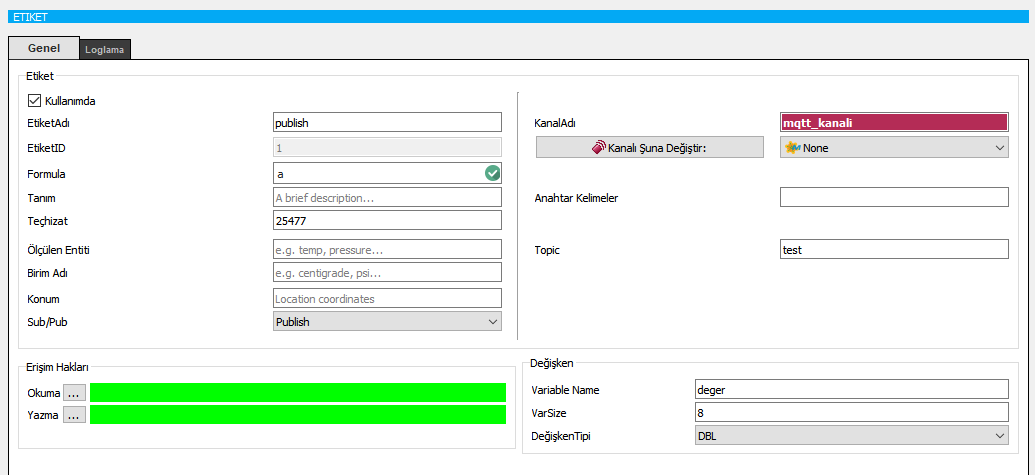 ETIKET
Genel
Loglama
Etiket
Kullanımda
EtiketAdı
publish
EtiketID
1
Formula
a
Tanım
A brief description...
Teçhizat
25477
Ölçülen Entiti
e.g. temp, pressure...
Birim Adı
e.g. centigrade, psi...
Konum
Location coordinates
Sub/Pub
Publish
KanalAdı
mqtt_kanali
Kanalı Şuna Değiştir:
None
Anahtar Kelimeler
Topic
test
Erişim Hakları
Okuma
...
Yazma
...
Değişken
Variable Name
deger
VarSize
8
DeğişkenTipi
DBL